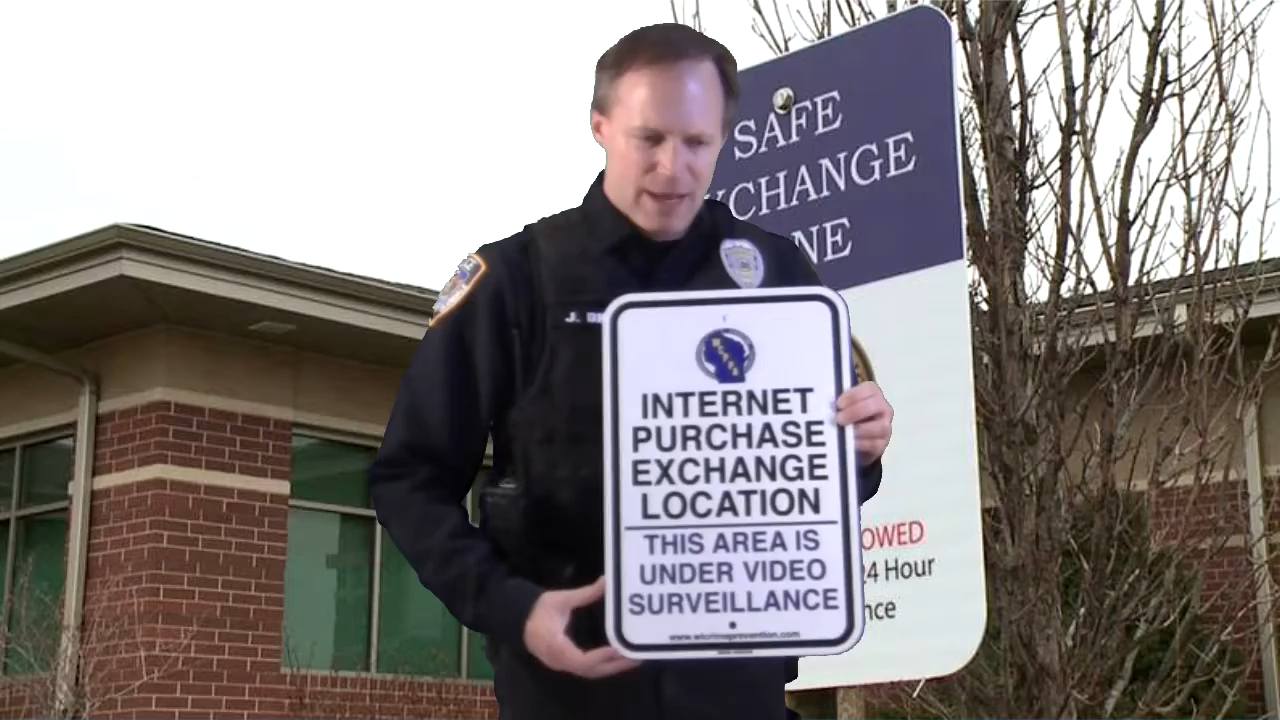 SAFE
XCHANGE
NE
J.
INTERNET
PURCHASE
EXCHANGE
LOCATION
THIS AREA IS
UNDER VIDEO
SURVEILLANCE
www.wicrimeprevention.com
OWED
24 Hour
nce